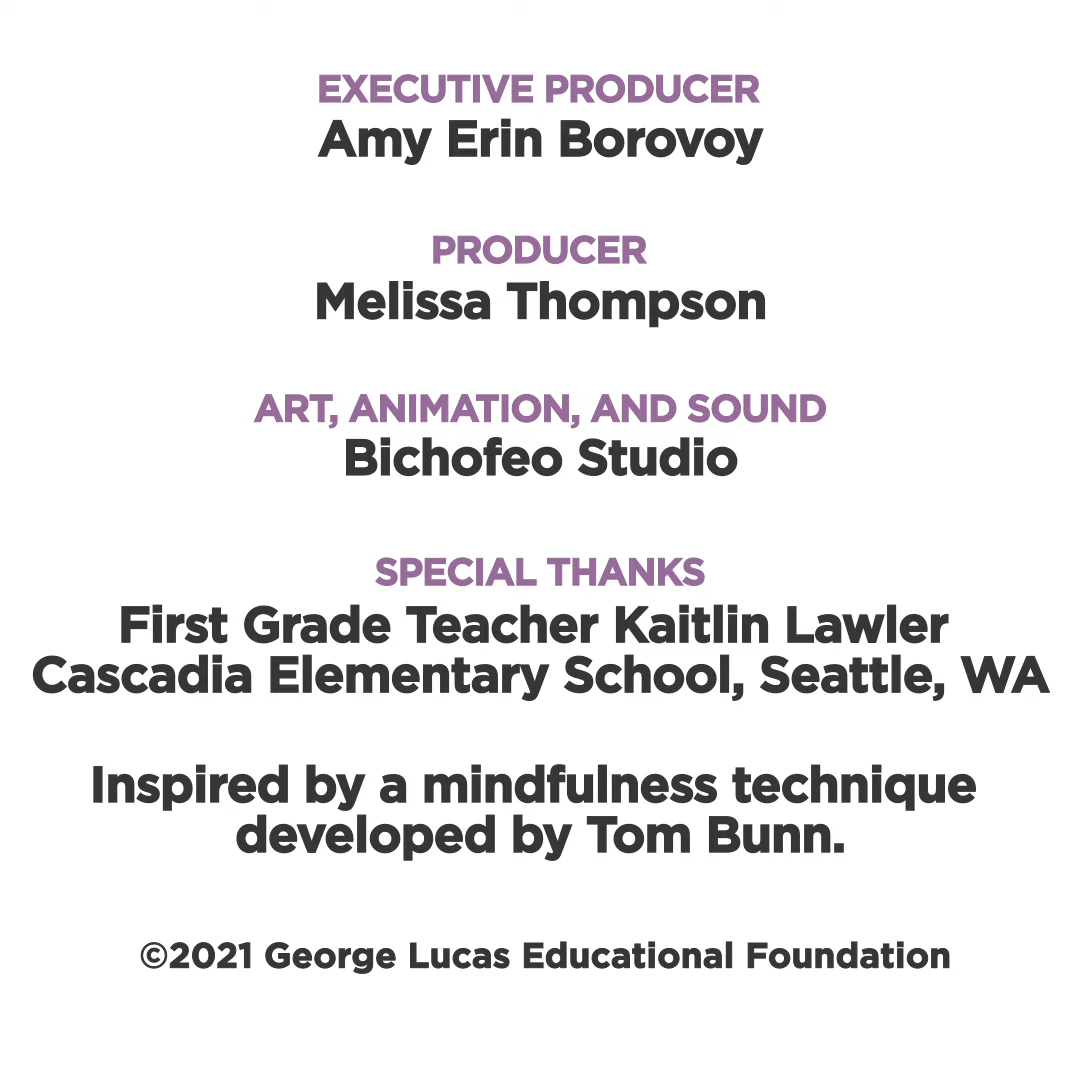 EXECUTIVE PRODUCER
Amy Erin Borovoy
PRODUCER
Melissa Thompson
ART, ANIMATION, AND SOUND
Bichofeo Studio
SPECIAL THANKS
First Grade Teacher Kaitlin Lawler
Cascadia Elementary School, Seattle, WA
Inspired by a mindfulness technique
developed by Tom Bunn.
©2021 George Lucas Educational Foundation